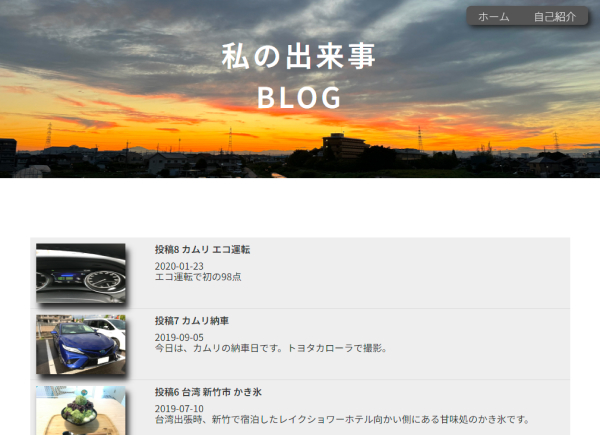 ホーム 自己紹介
私の出来事
BLOG
投稿8 カムリ エコ運転
2020-01-23
エコ運転で初の98点
投稿7 カムリ納車
2019-09-05
今日は、カムリの納車日です。トヨタカローラで撮影。
投稿6 台湾 新竹市 かき氷
2019-07-10
台湾出張時、新竹で宿泊したレイクショワーホテル向かい側にある甘味処のかき氷です。